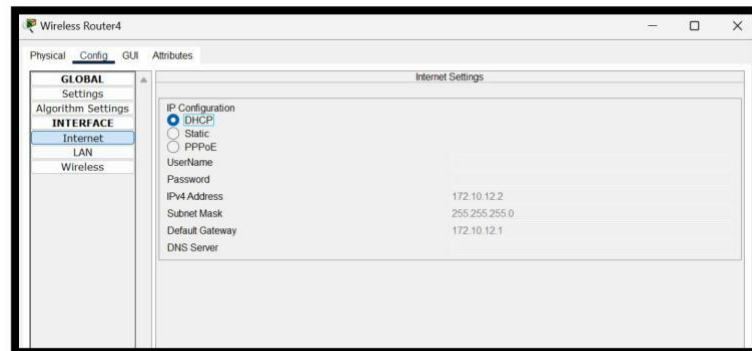 Wireless Router4
Physical Config GUI Attributes
GLOBAL
Settings
Algorithm Settings
INTERFACE
Internet
LAN
Wireless
Internet Settings
IP Configuration
DHCP
Static
PPPoE
UserName
Password
IPv4 Address 172.10.12.2
Subnet Mask 255.255.255.0
Default Gateway 172.10.12.1
DNS Server